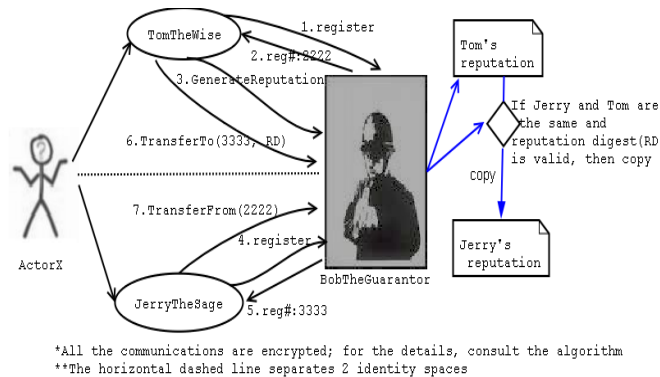 TomTheWise
1.register
2.reg#:2222
3.GenerateReputation
6.TransferTo(3333, RD)
7.TransferFrom(2222)
4.register
5.reg#:3333
JerryTheSage
ActorX
?
BobTheGuarantor
Tom's
reputation
If Jerry and Tom are
the same and
reputation digest(RD
is valid, then copy
copy
Jerry's
reputation
*All the communications are encrypted; for the details, consult the algorithm
**The horizontal dashed line separates 2 identity spaces